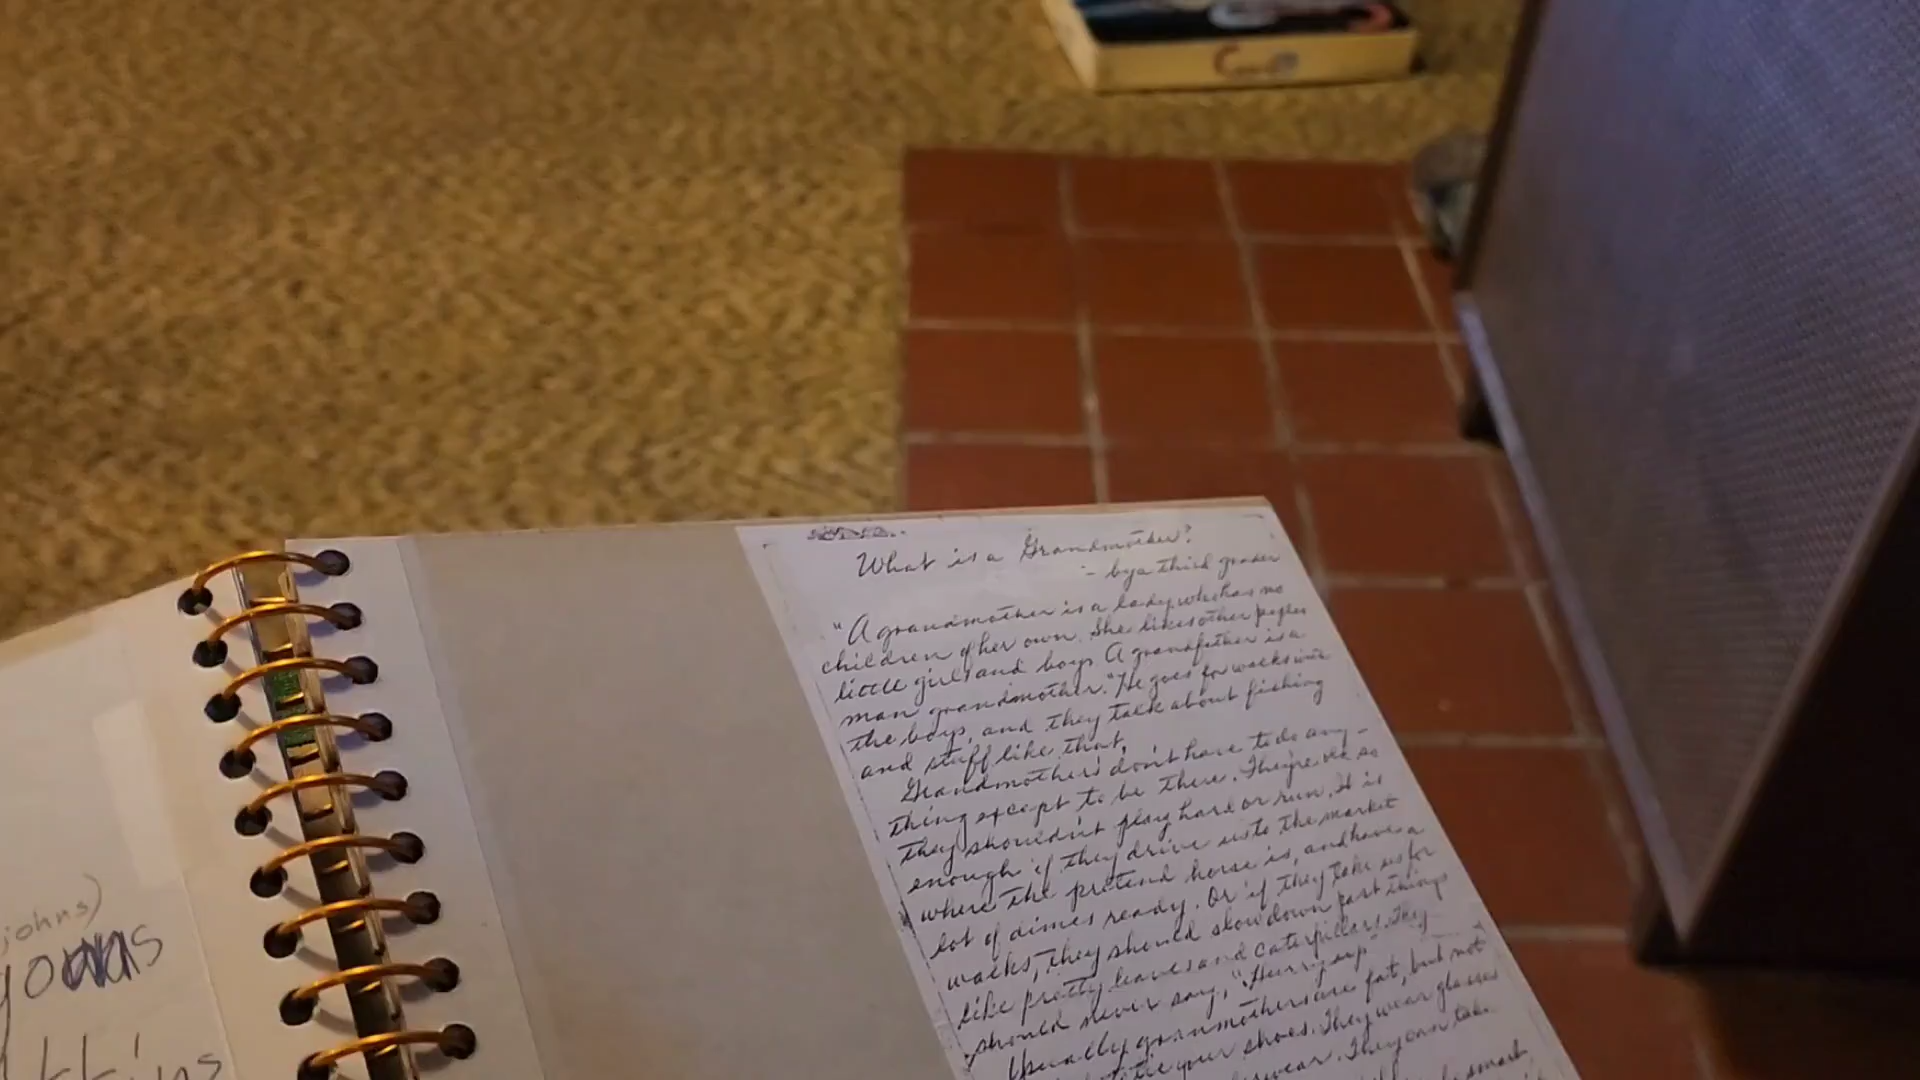 What is a Grandmother?
- by a third grader
"A grandmother is a lady who has no
children of her own. She likes other peoples
little girls and boys. A grandfather is a
man grandmother." He goes for walks with
the boys, and they talk about fishing
and stuff like that.
Grandmothers don't have to do any-
thing except to be there. They're old so
they shouldn't play hard or run. It is
enough if they drive us to the market
where the pretend horse is, and have a
lot of dimes ready. Or if they take us for
walks, they should slow down past things
like pretty leaves and caterpillars. They
should never say, "Hurry up"
Usually grandmothers are fat, but not
tie your shoes. They wear glasses
They can take
smart,
johns)